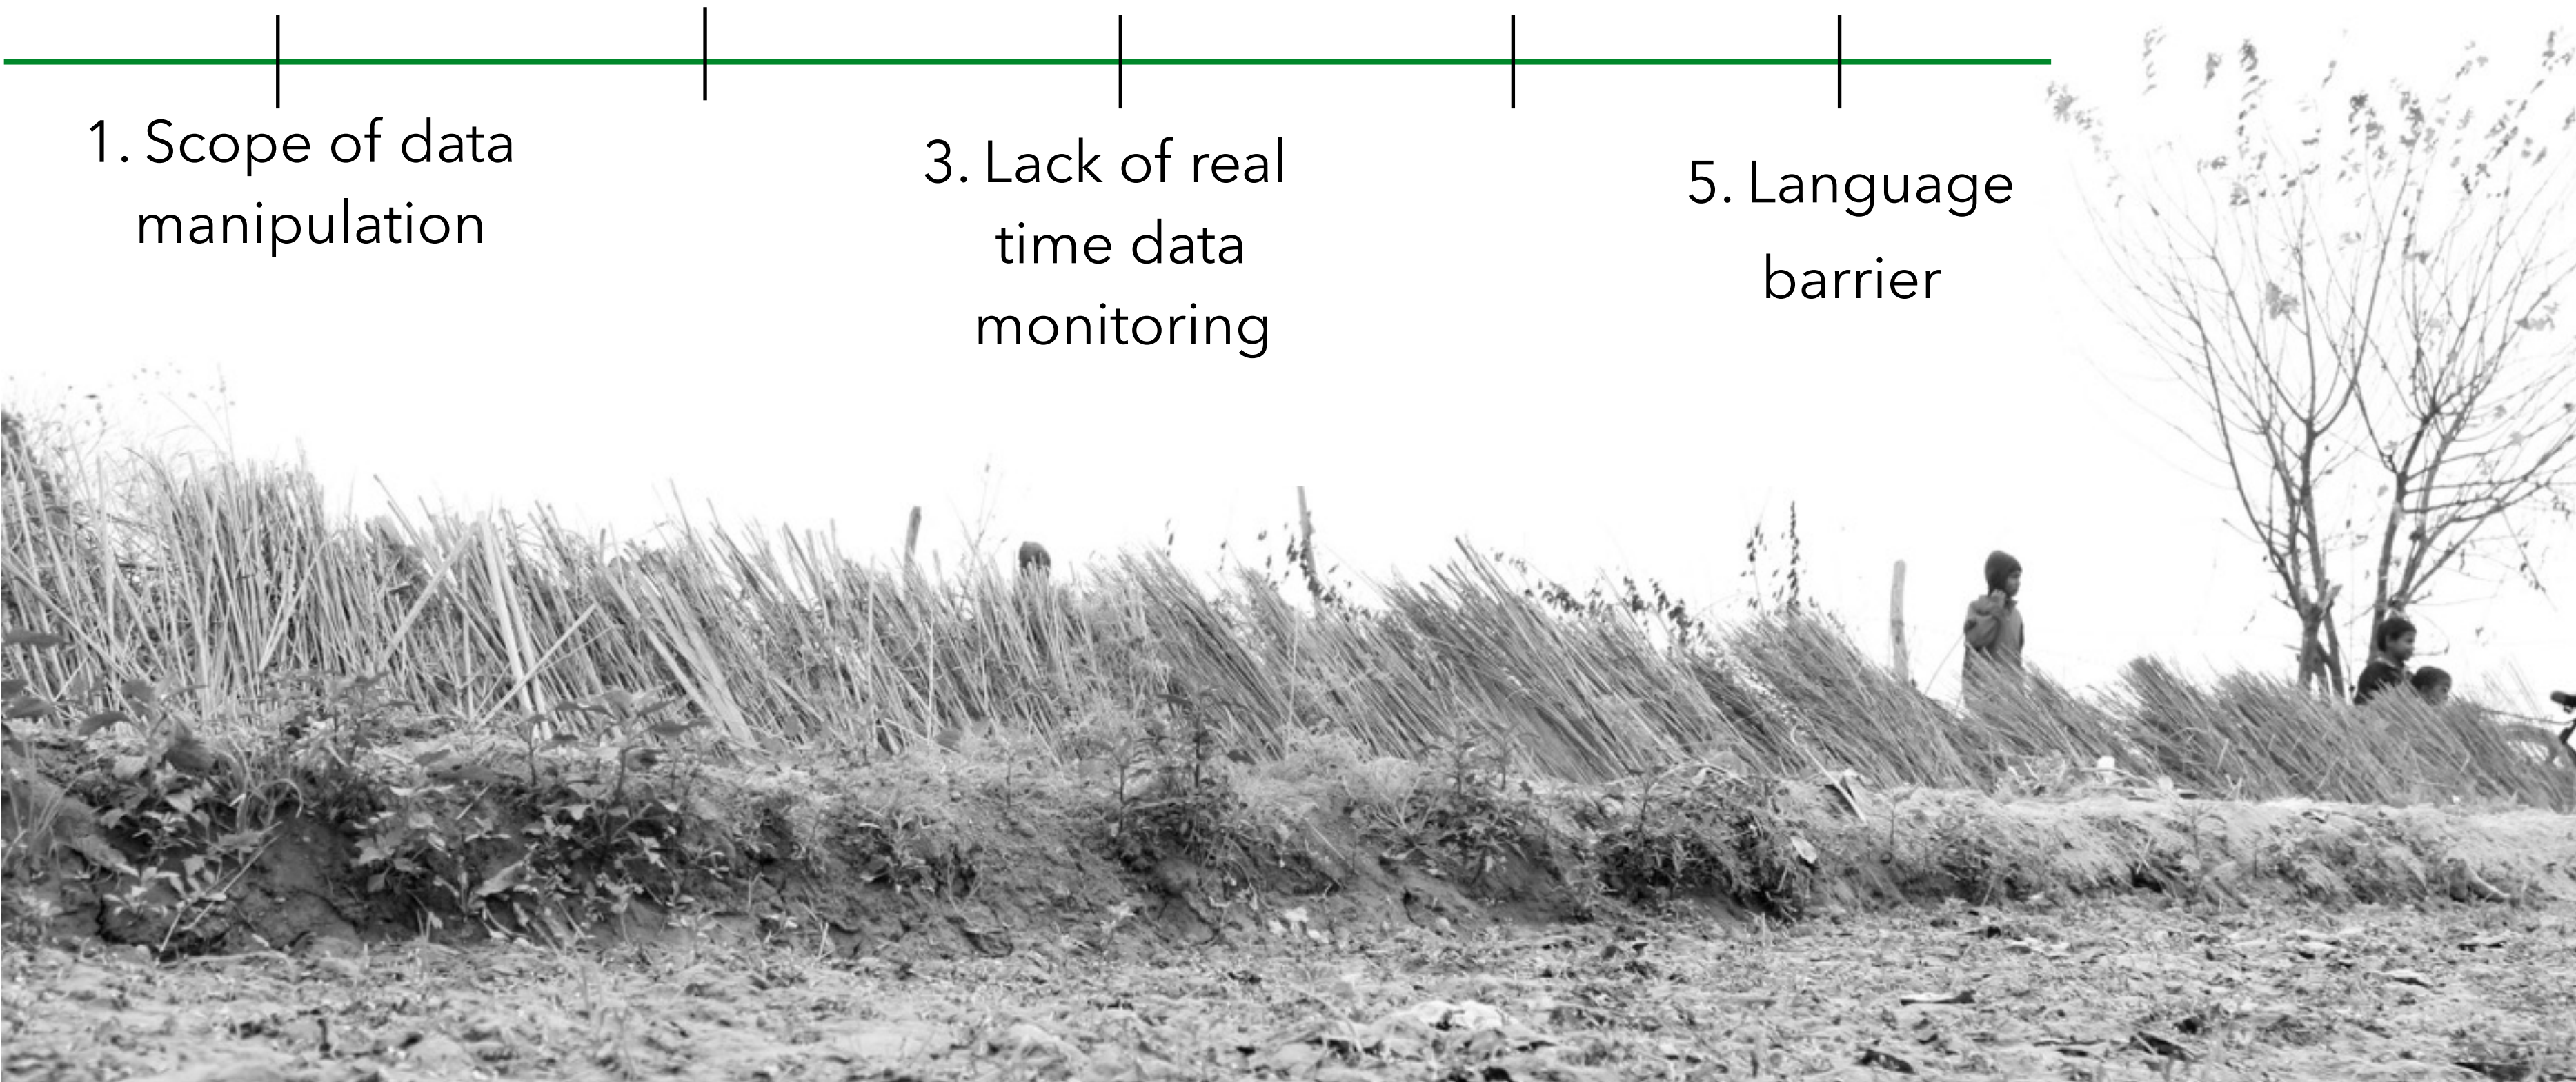 1. Scope of data
manipulation
3. Lack of real
time data
monitoring
5. Language
barrier